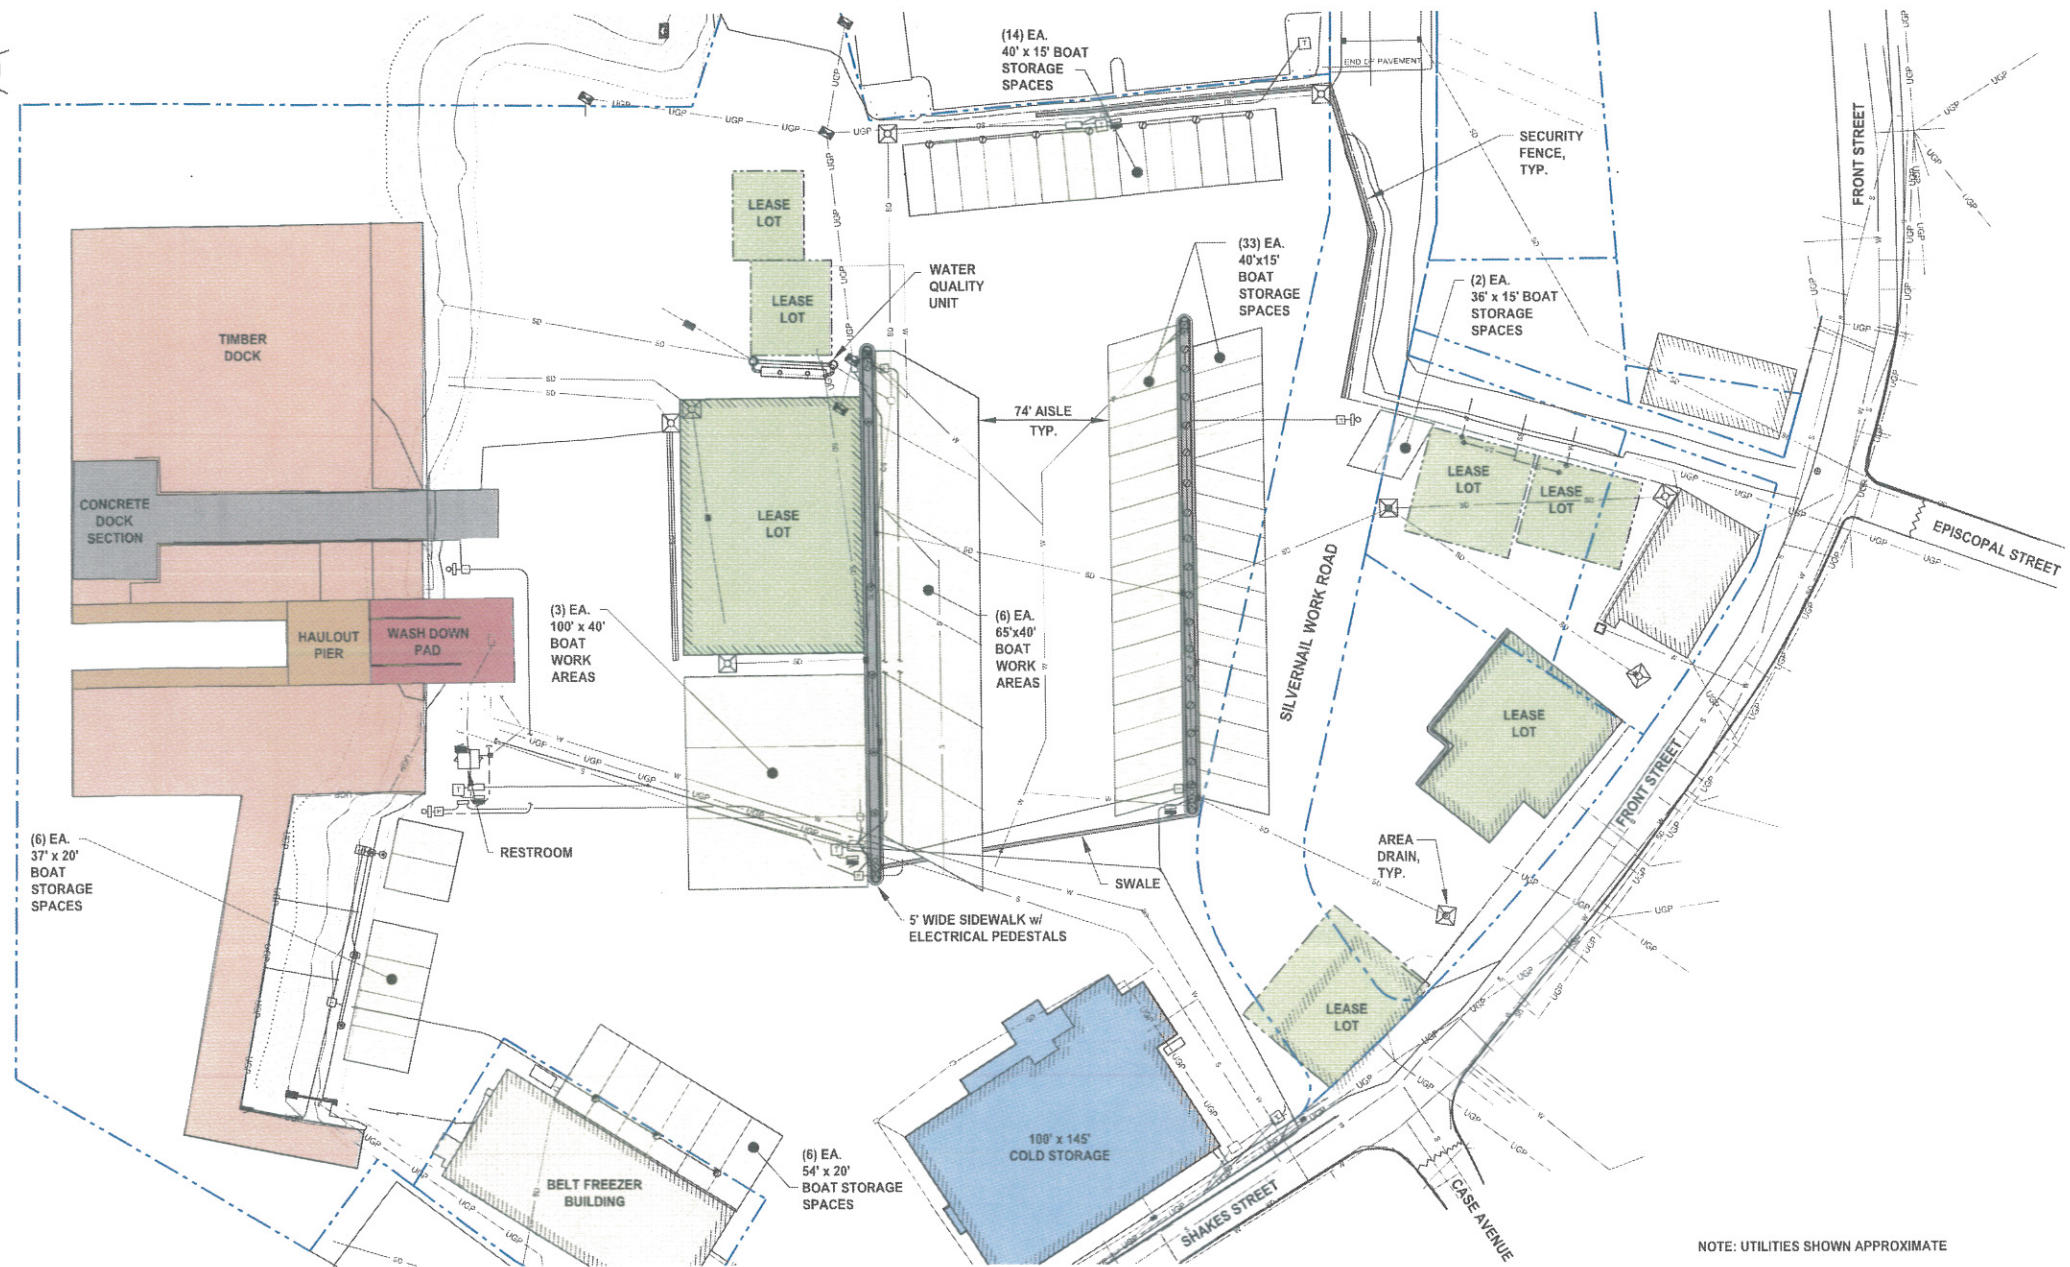 (14) EA.
40' x 15' BOAT
STORAGE
SPACES
END OF PAVEMENT
SECURITY
FENCE,
TYP.
FRONT STREET
LEASE
LOT
LEASE
LOT
WATER
QUALITY
UNIT
(33) EA.
40'x15'
BOAT
STORAGE
SPACES
(2) EA.
36' x 15' BOAT
STORAGE
SPACES
TIMBER
DOCK
74' AISLE
TYP.
CONCRETE
DOCK
SECTION
LEASE
LOT
LEASE
LOT
LEASE
LOT
EPISCOPAL STREET
HAULOUT
PIER
WASH DOWN
PAD
(3) EA.
100' x 40'
BOAT
WORK
AREAS
(6) EA.
65'x40'
BOAT
WORK
AREAS
SILVERNAIL WORK ROAD
LEASE
LOT
FRONT STREET
(6) EA.
37' x 20'
BOAT
STORAGE
SPACES
RESTROOM
SWALE
AREA
DRAIN,
TYP.
5' WIDE SIDEWALK w/
ELECTRICAL PEDESTALS
LEASE
LOT
100' x 145'
COLD STORAGE
BELT FREEZER
BUILDING
(6) EA.
54' x 20'
BOAT STORAGE
SPACES
SHAKES STREET
CASE AVENUE
NOTE: UTILITIES SHOWN APPROXIMATE